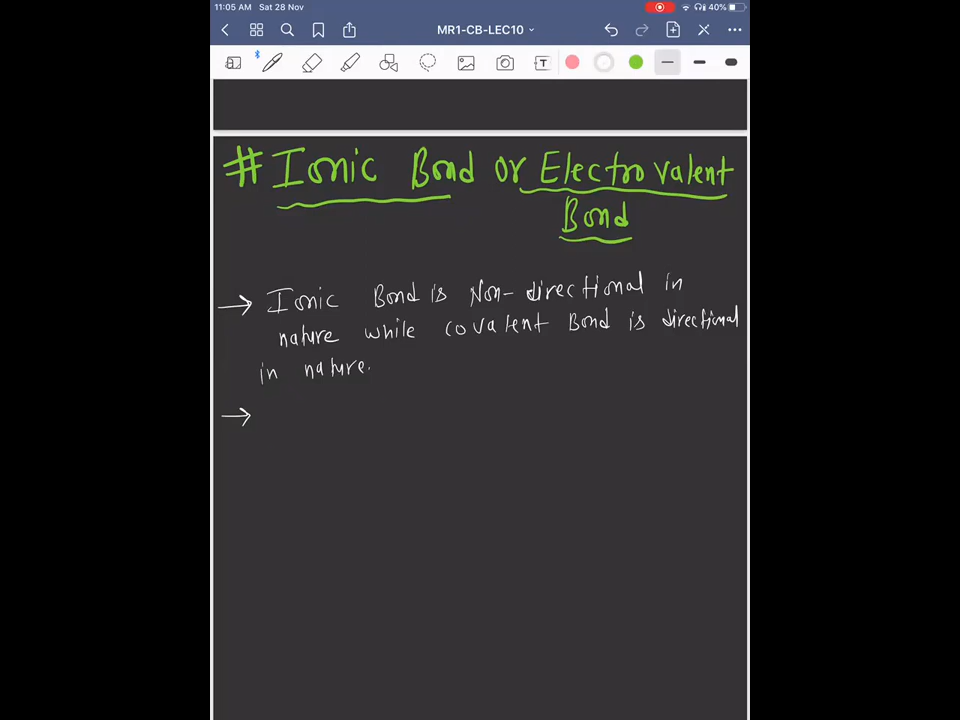 11:05 AM Sat 28 Nov
40%
MR1-CB-LEC10
T
# Ionic Bond or Electrovalent
Bond
→ Ionic Bond is Non-directional in
nature while covalent Bond is directional
in nature.
→